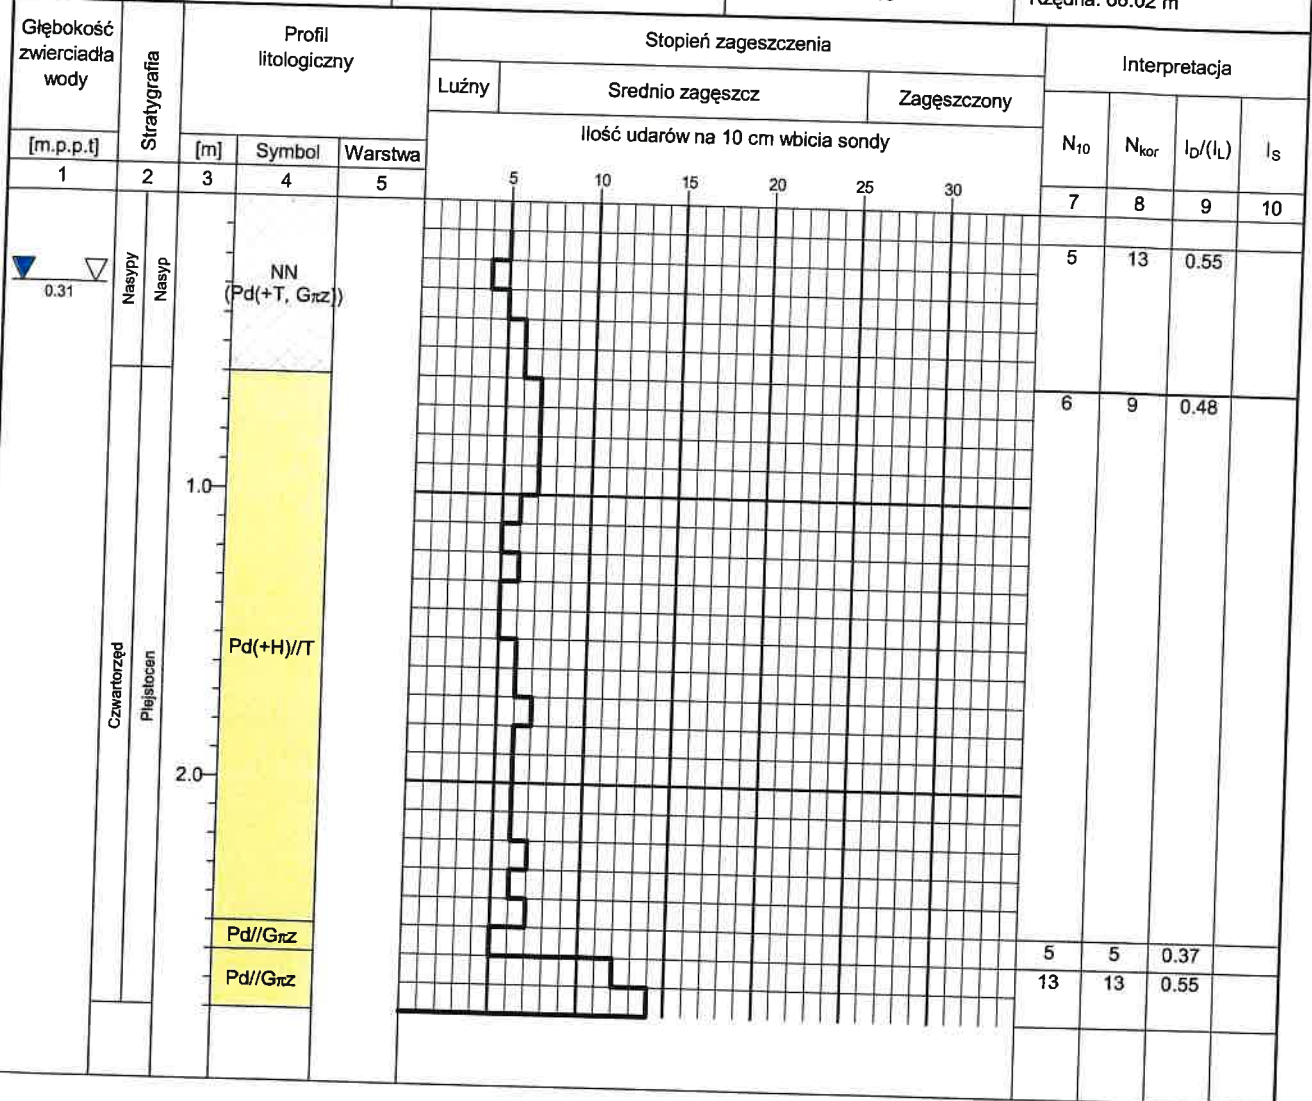 Rzędna: 66.02 m
Głębokość
zwierciadła
wody
Stratygrafia
Profil
litologiczny
Stopień zageszczenia
Interpretacja
Luźny
Srednio zagęszcz
Zagęszczony
Ilość udarów na 10 cm wbicia sondy
N10
Nkor
ID/(IL)
IS
[m.p.p.t]
[m]
Symbol
Warstwa
1
2
3
4
5
5
10
15
20
25
30
7
8
9
10
0.31
Nasypy
Nasyp
NN
(Pd(+T, Gπz])
5
13
0.55
6
9
0.48
1.0
Pd(+H)//T
Czwartorzęd
Plejstocen
2.0
Pd//Gπz
5
5
0.37
Pd//Gπz
13
13
0.55